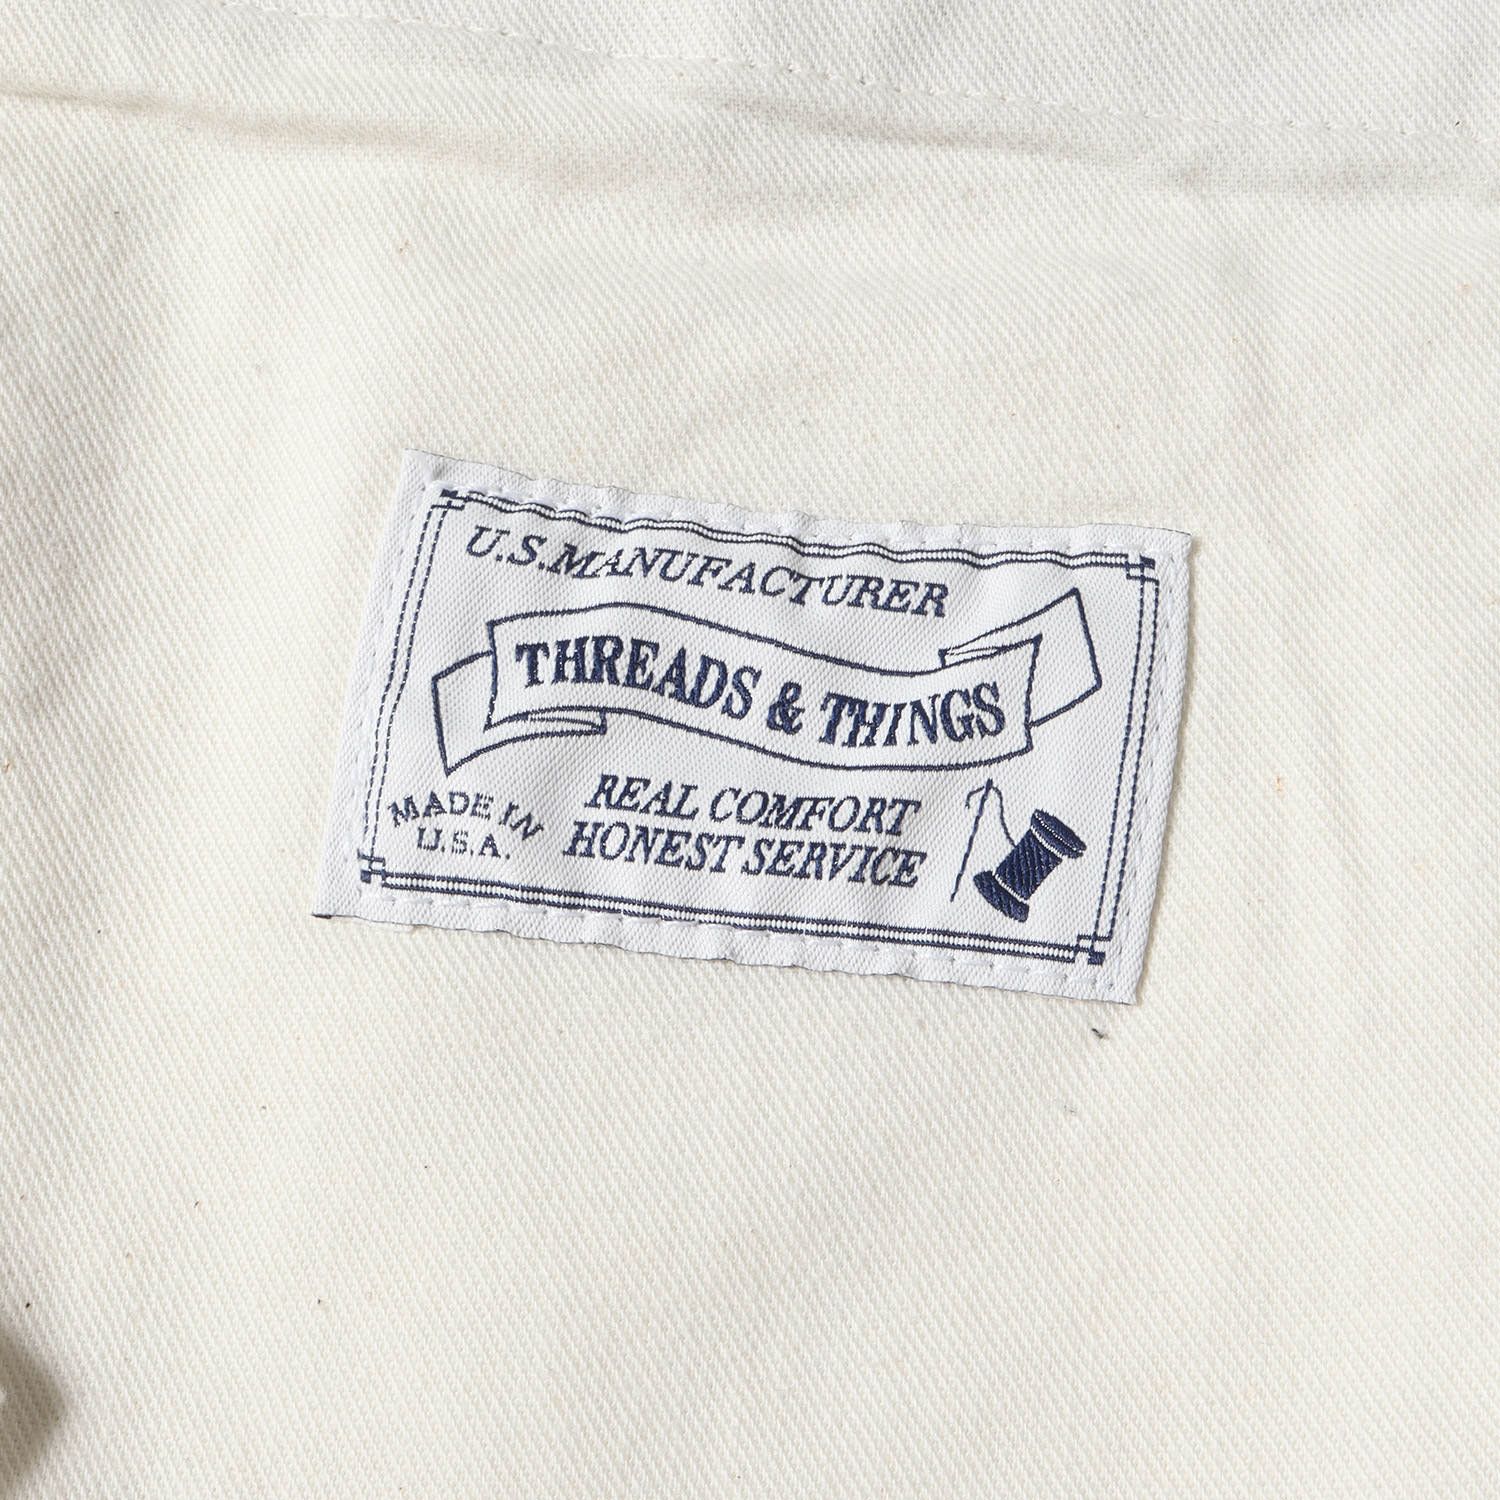 U.S.MANUFACTURER
THREADS & THINGS
MADE IN
U.S.A.
REAL COMFORT
HONEST SERVICE